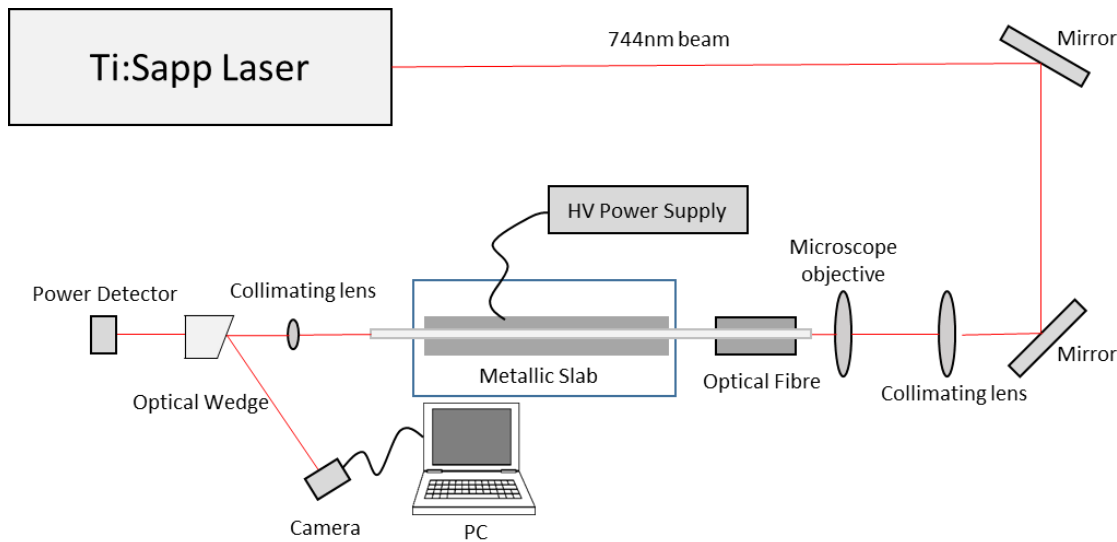 Ti:Sapp Laser
744nm beam
Mirror
HV Power Supply
Microscope
objective
Power Detector
Collimating lens
Metallic Slab
Optical Fibre
Mirror
Collimating lens
Optical Wedge
Camera
PC